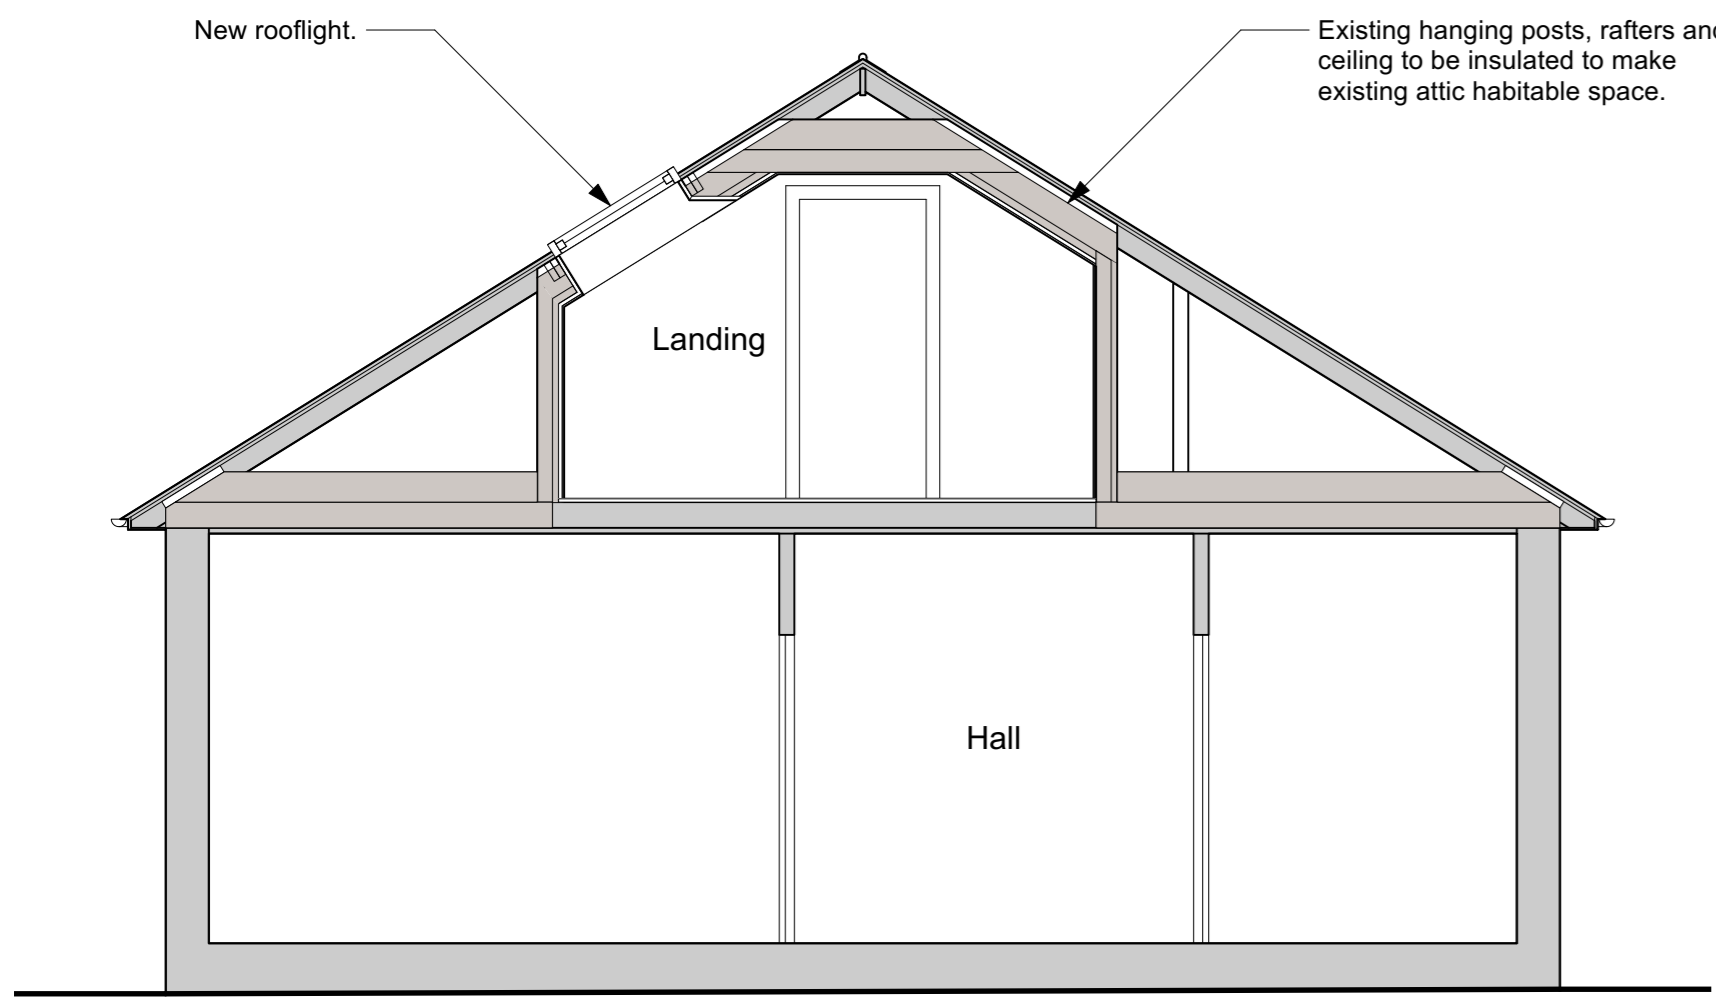 New rooflight.
Existing hanging posts, rafters and
ceiling to be insulated to make
existing attic habitable space.
Landing
Hall